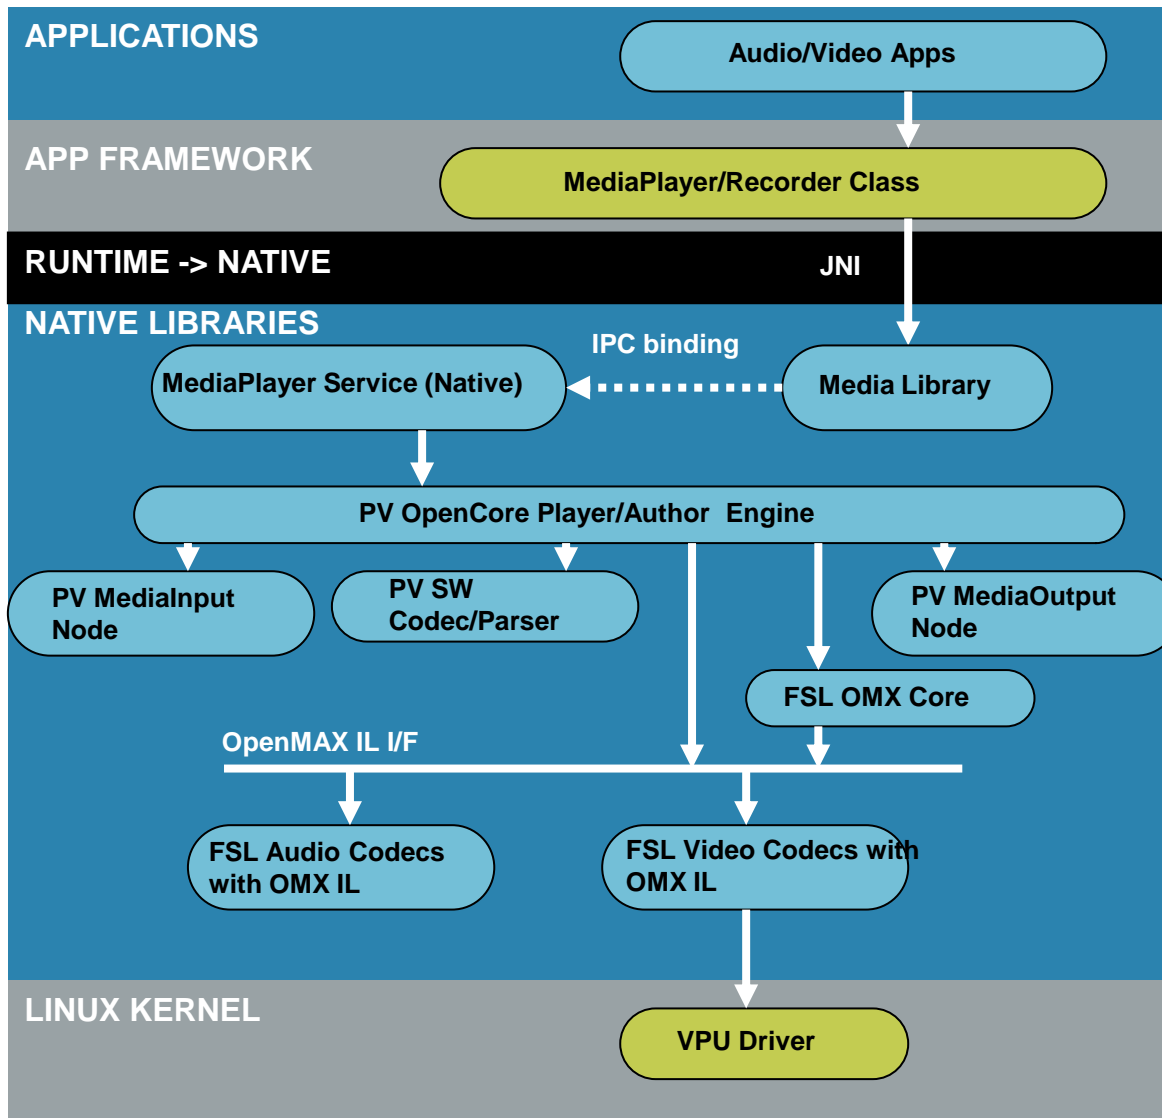 APPLICATIONS
Audio/Video Apps
APP FRAMEWORK
MediaPlayer/Recorder Class
RUNTIME -> NATIVE
JNI
NATIVE LIBRARIES
IPC binding
MediaPlayer Service (Native)
Media Library
PV OpenCore Player/Author Engine
PV MediaInput
Node
PV SW
Codec/Parser
PV MediaOutput
Node
FSL OMX Core
OpenMAX IL I/F
FSL Audio Codecs
with OMX IL
FSL Video Codecs with
OMX IL
LINUX KERNEL
VPU Driver